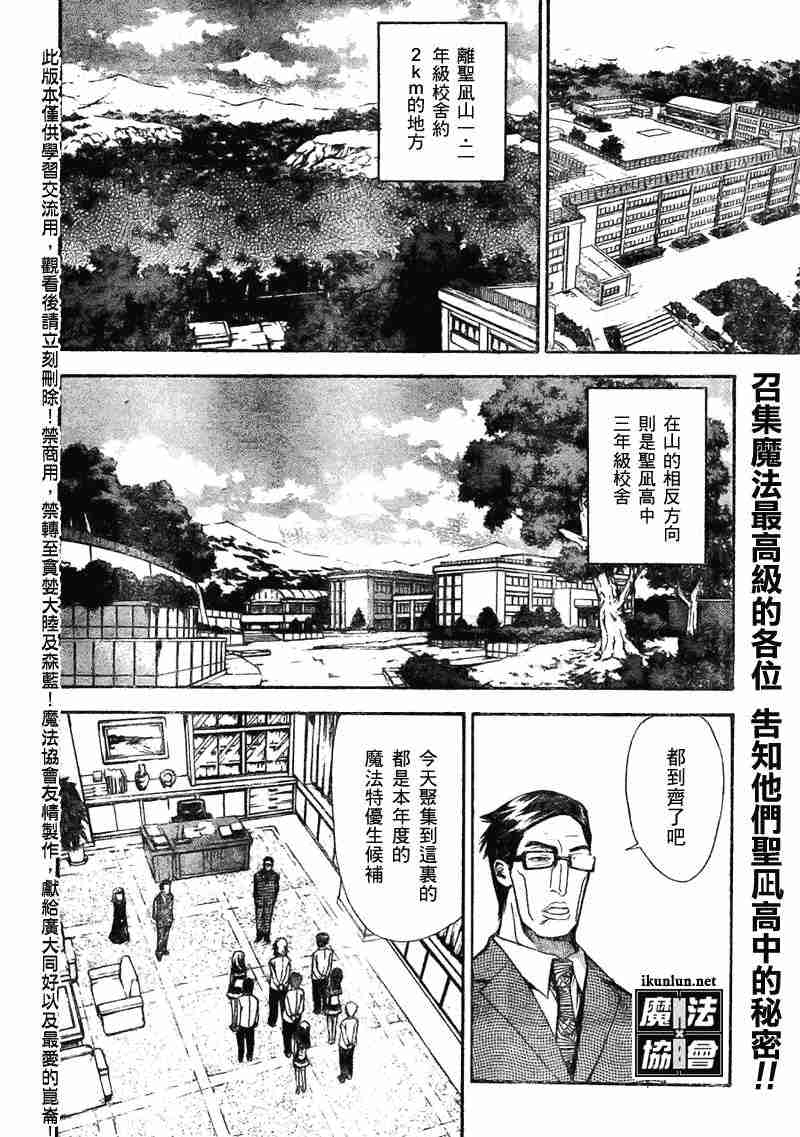 離聖凪山一．二
年級校舍約
2km的地方
在山的相反方向
則是聖凪高中
三年級校舍
召集魔法最高級的各位 告知他們聖凪高中的秘密!!
都到齊了吧
今天聚集到這裏的
都是本年度的
魔法特優生候補
ikunlun.net
魔法
協會
此版本僅供學習交流用，觀看後請立刻刪除！禁商用，禁轉至貪婪大陸及森藍！魔法協會友情製作，獻給廣大同好以及最愛的崑崙！